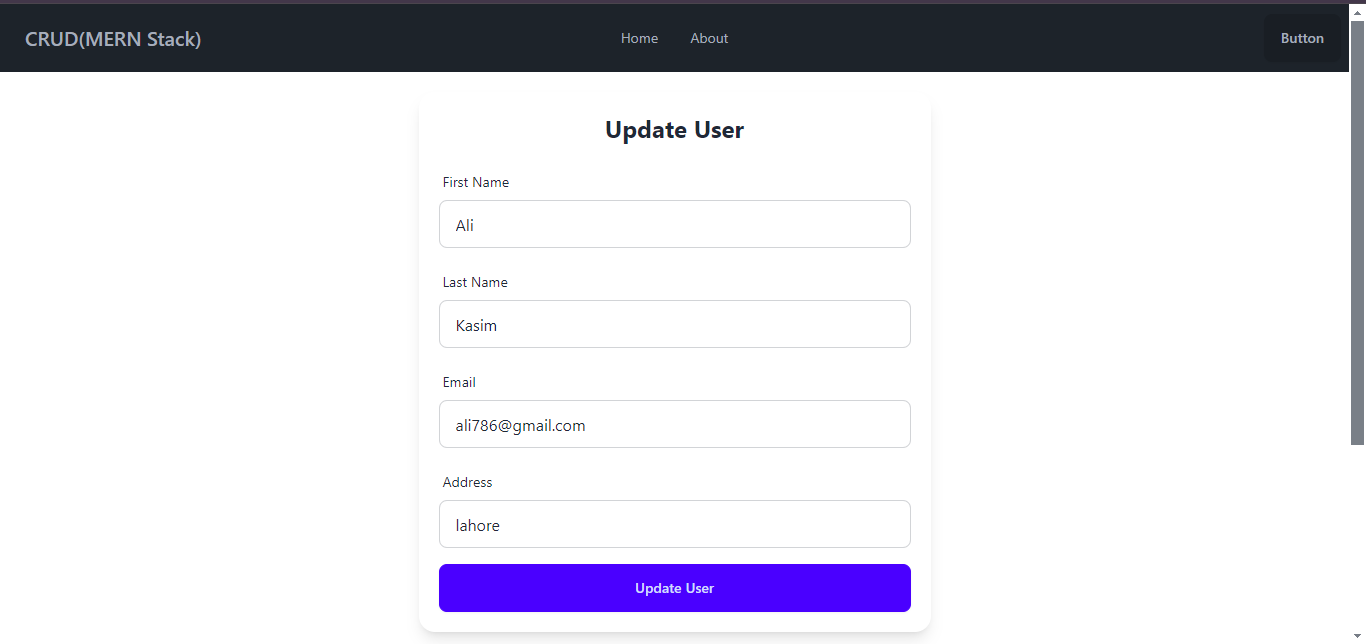 CRUD(MERN Stack)
Home
About
Button
Update User
First Name
Ali
Last Name
Kasim
Email
ali786@gmail.com
Address
lahore
Update User